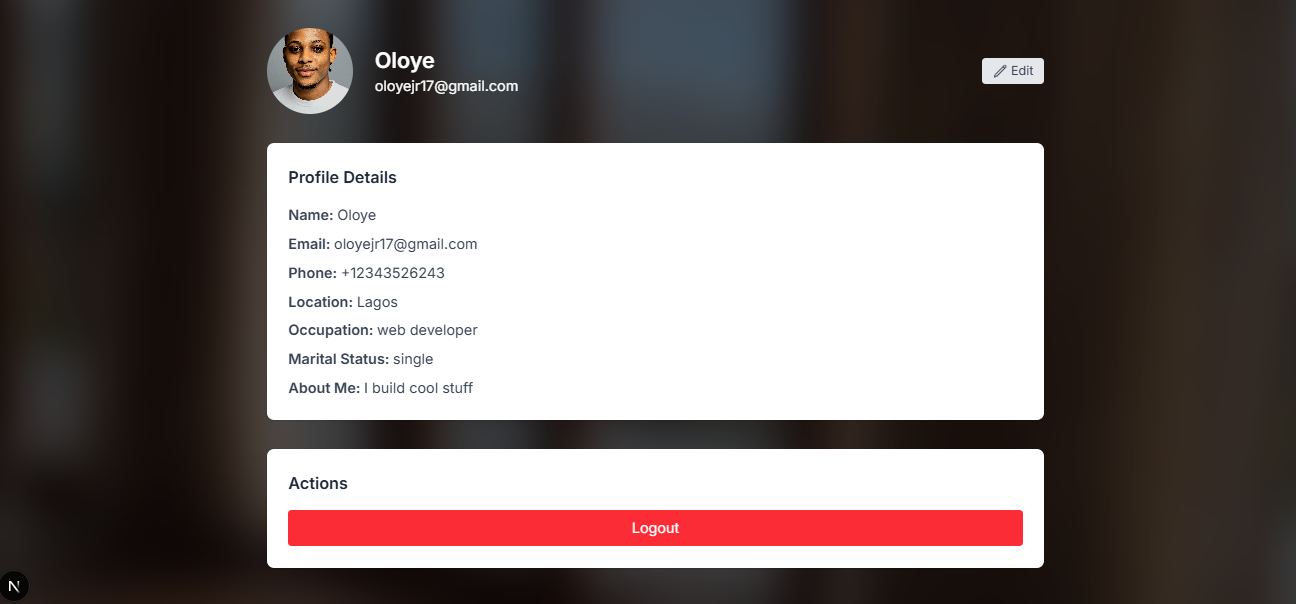 Oloye
oloyejr17@gmail.com
Edit
Profile Details
Name: Oloye
Email: oloyejr17@gmail.com
Phone: +12343526243
Location: Lagos
Occupation: web developer
Marital Status: single
About Me: I build cool stuff
Actions
Logout
N